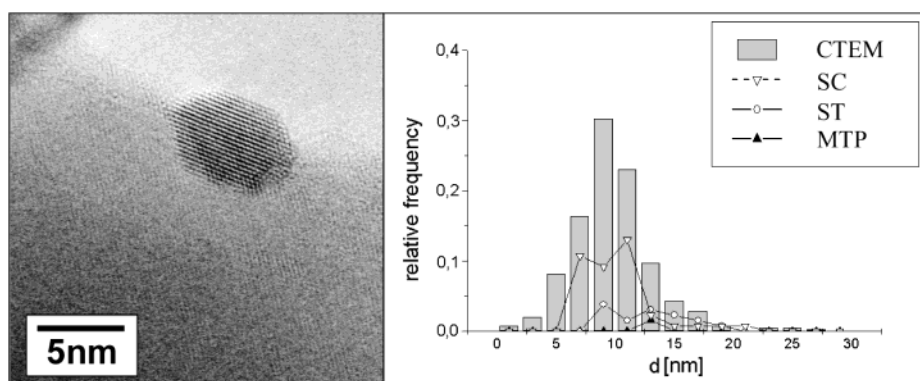 5nm
relative frequency
0,4
0,3
0,2
0,1
0,0
0 5 10 15 20 25 30
d [nm]
CTEM
SC
ST
MTP